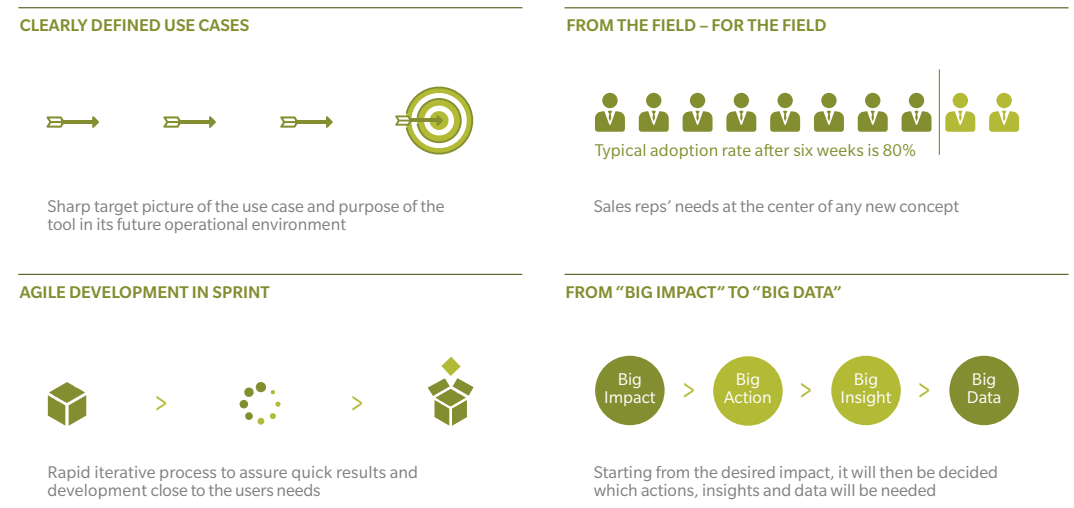 CLEARLY DEFINED USE CASES
Sharp target picture of the use case and purpose of the
tool in its future operational environment
FROM THE FIELD – FOR THE FIELD
Typical adoption rate after six weeks is 80%
Sales reps’ needs at the center of any new concept
AGILE DEVELOPMENT IN SPRINT
>
>
Rapid iterative process to assure quick results and
development close to the users needs
FROM “BIG IMPACT” TO “BIG DATA”
Big
Impact
>
Big
Action
>
Big
Insight
>
Big
Data
Starting from the desired impact, it will then be decided
which actions, insights and data will be needed